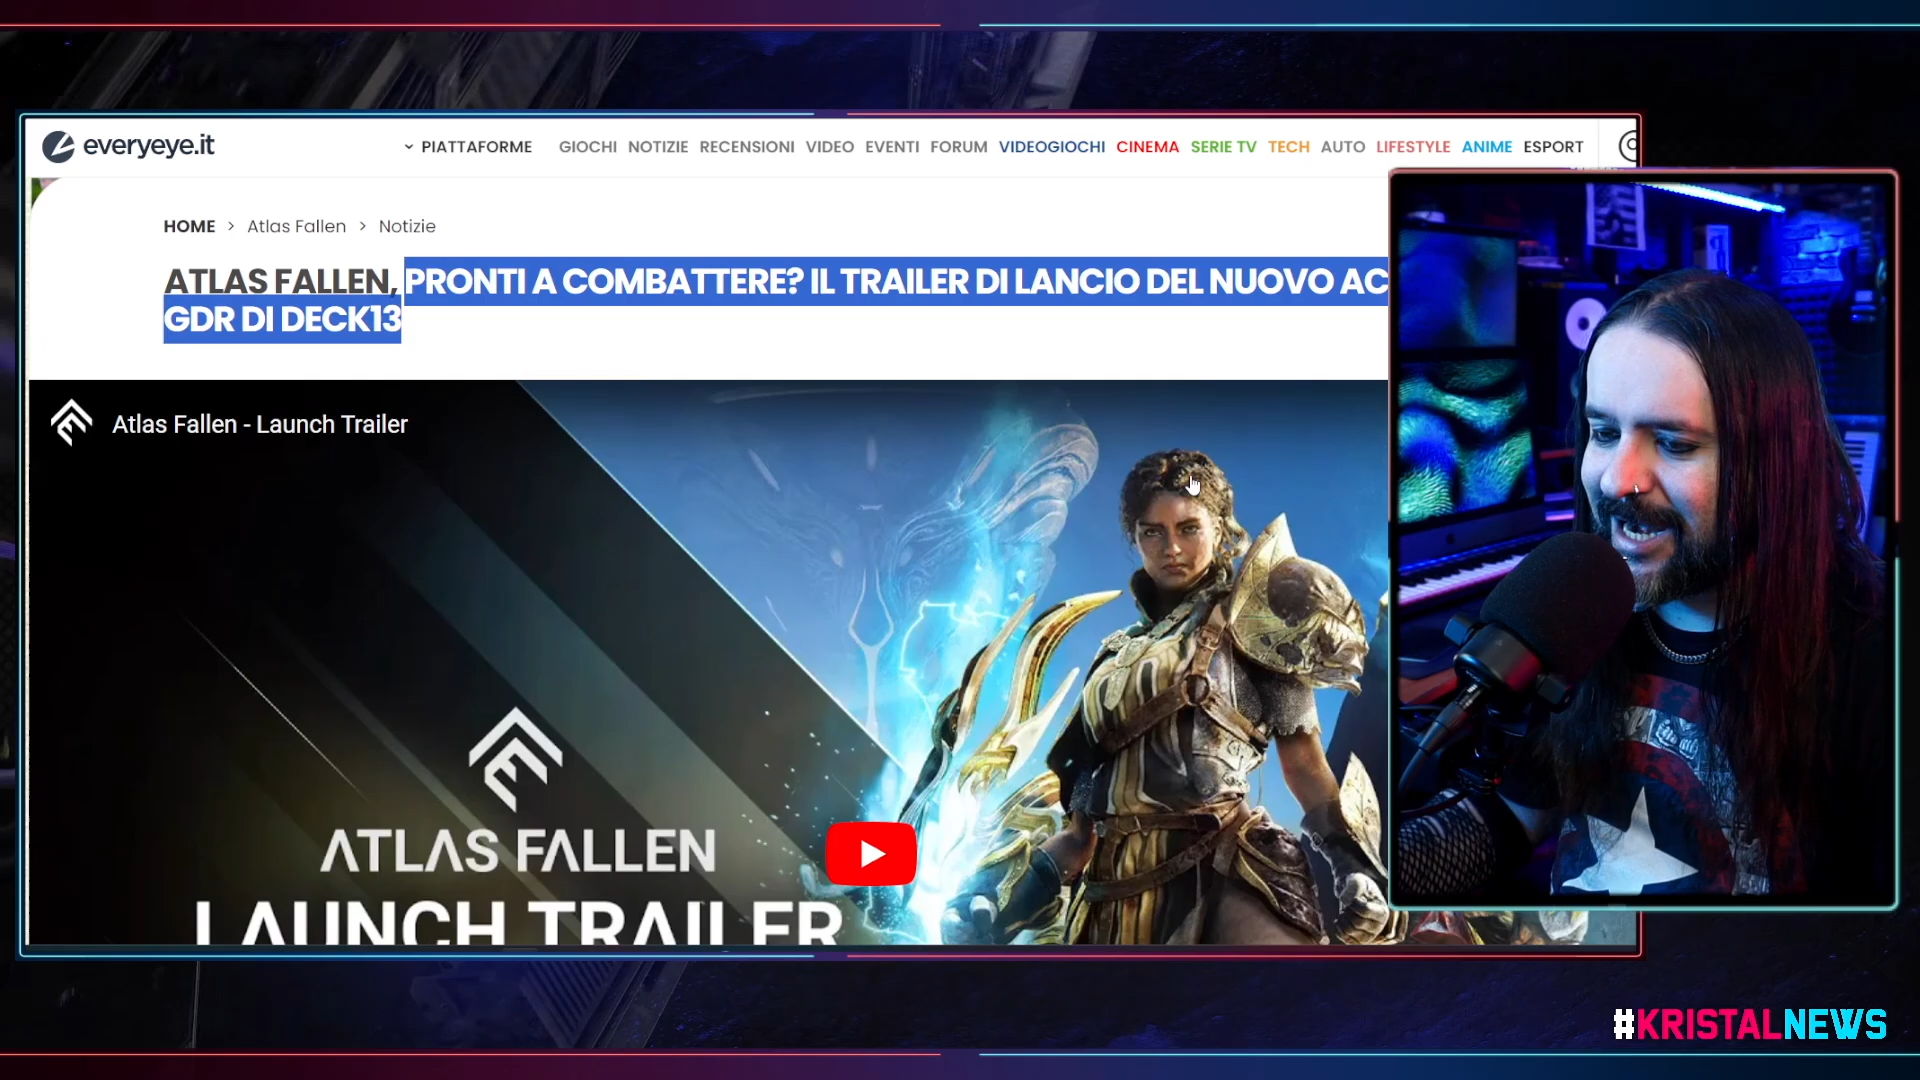 everyeye.it
PIATTAFORME GIOCHI NOTIZIE RECENSIONI VIDEO EVENTI FORUM VIDEOGIOCHI CINEMA SERIE TV TECH AUTO LIFESTYLE ANIME ESPORT
HOME > Atlas Fallen > Notizie
ATLAS FALLEN, PRONTI A COMBATTERE? IL TRAILER DI LANCIO DEL NUOVO AC
GDR DI DECK13
Atlas Fallen - Launch Trailer
ATLAS FALLEN
LAUNCH TRAILER
#KRISTALNEWS